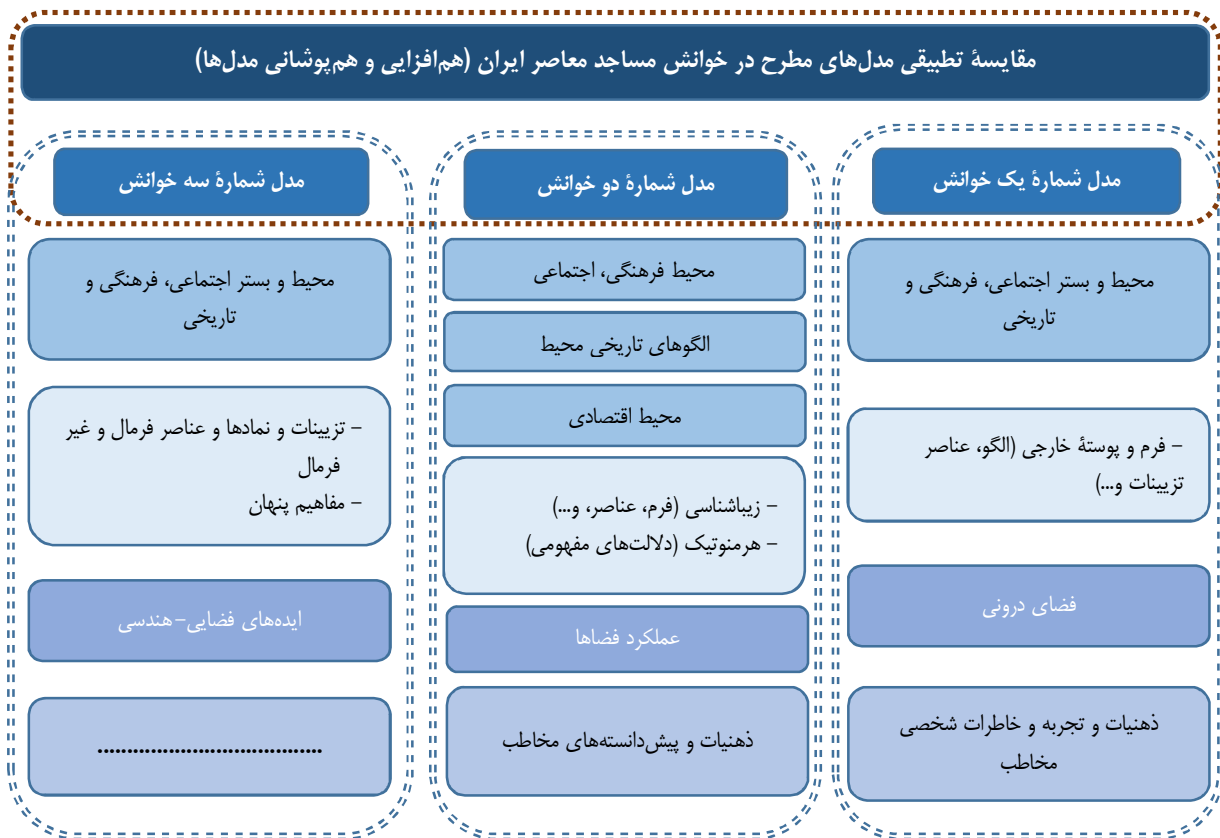 مقایسهٔ تطبیقی مدل‌های مطرح در خوانش مساجد معاصر ایران (هم‌افزایی و هم‌پوشانی مدل‌ها)
مدل شمارهٔ یک خوانش
محیط و بستر اجتماعی، فرهنگی و
تاریخی
- فرم و پوستهٔ خارجی (الگو، عناصر
تزیینات و...)
فضای درونی
ذهنیات و تجربه و خاطرات شخصی
مخاطب
مدل شمارهٔ دو خوانش
محیط فرهنگی، اجتماعی
الگوهای تاریخی محیط
محیط اقتصادی
- زیباشناسی (فرم، عناصر، و...)
- هرمنوتیک (دلالت‌های مفهومی)
عملکرد فضاها
ذهنیات و پیش‌دانسته‌های مخاطب
مدل شمارهٔ سه خوانش
محیط و بستر اجتماعی، فرهنگی و
تاریخی
- تزیینات و نمادها و عناصر فرمال و غیر
فرمال
- مفاهیم پنهان
ایده‌های فضایی-هندسی
......................................